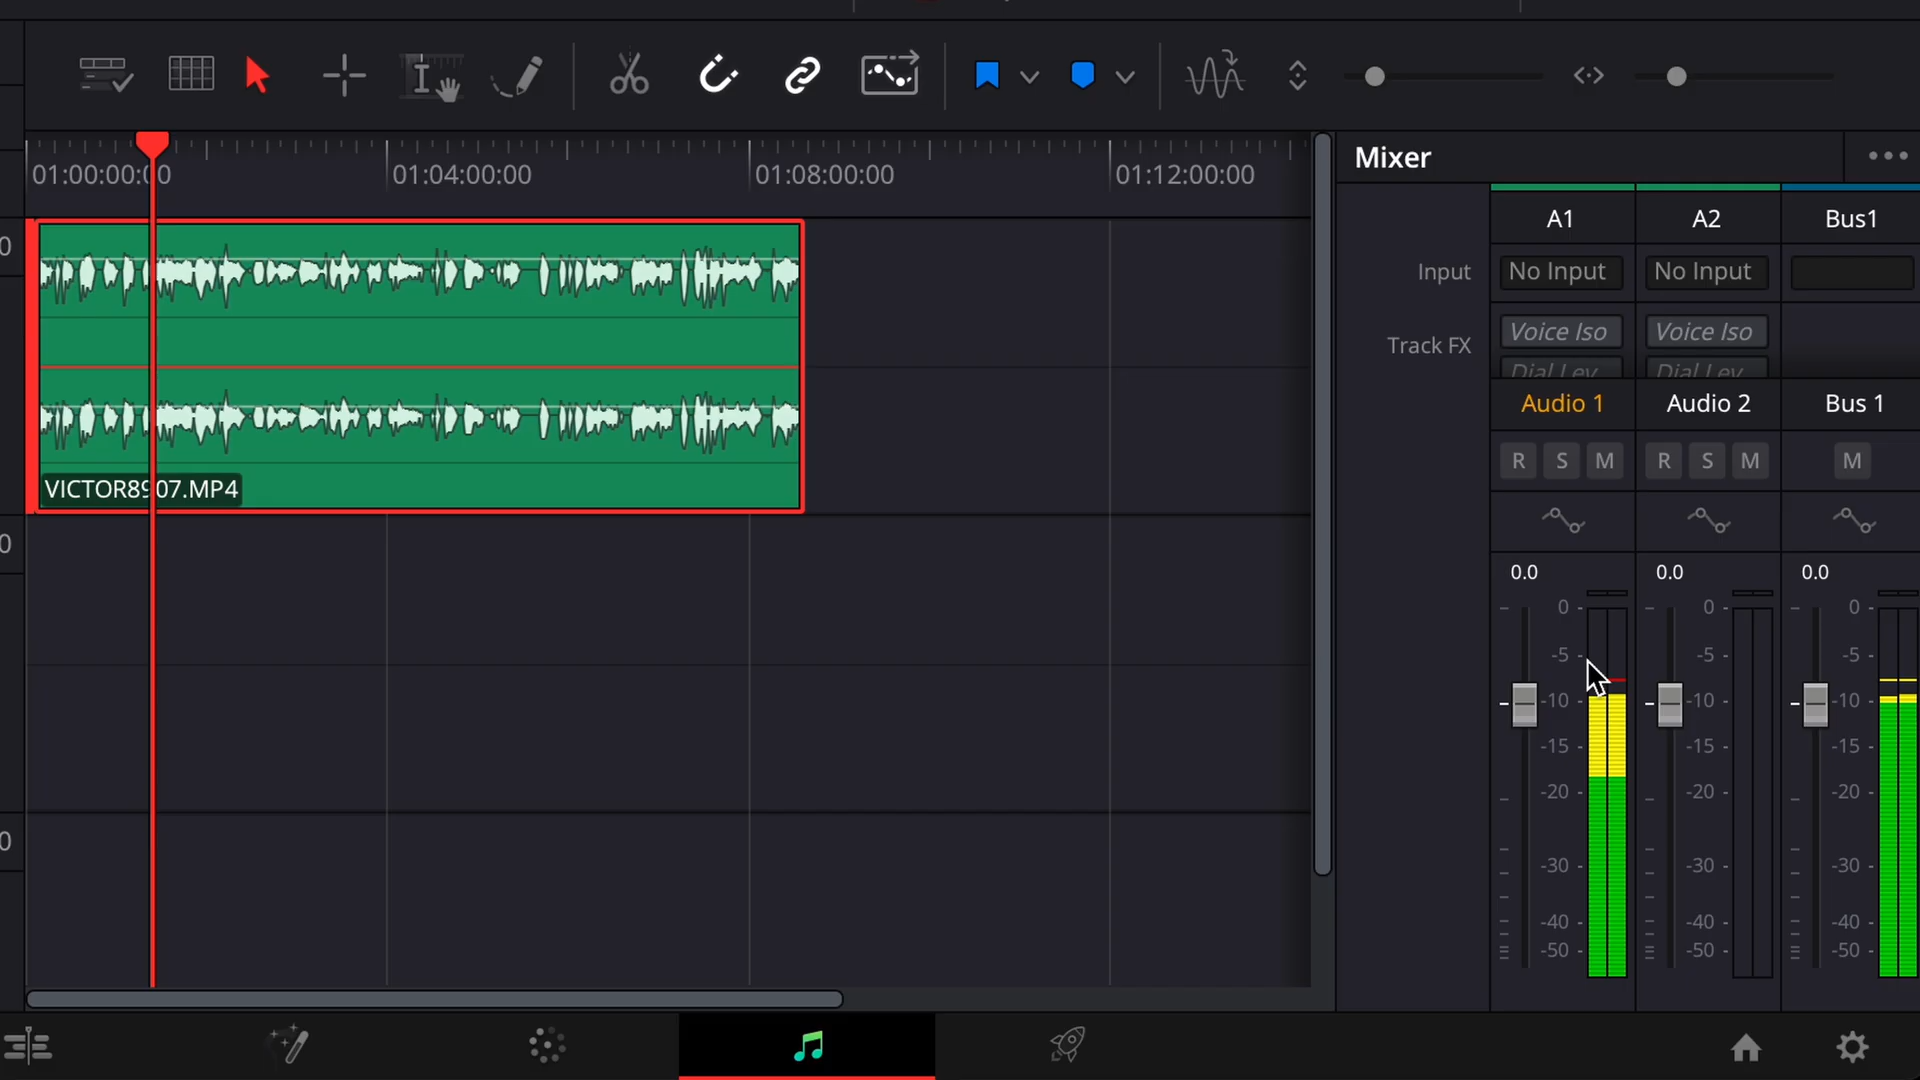 01:00:00:00
01:04:00:00
01:08:00:00
01:12:00:00
Mixer
A1
A2
Bus1
Input
No Input
No Input
Track FX
Voice Iso
Voice Iso
Dial Lev
Dial Lev
Audio 1
Audio 2
Bus 1
R S M
R S M
M
0.0
0.0
0.0
0
-5
-10
-15
-20
-30
-40
-50
0
-5
-10
-15
-20
-30
-40
-50
0
-5
-10
-15
-20
-30
-40
-50
VICTOR8907.MP4
0
0
0